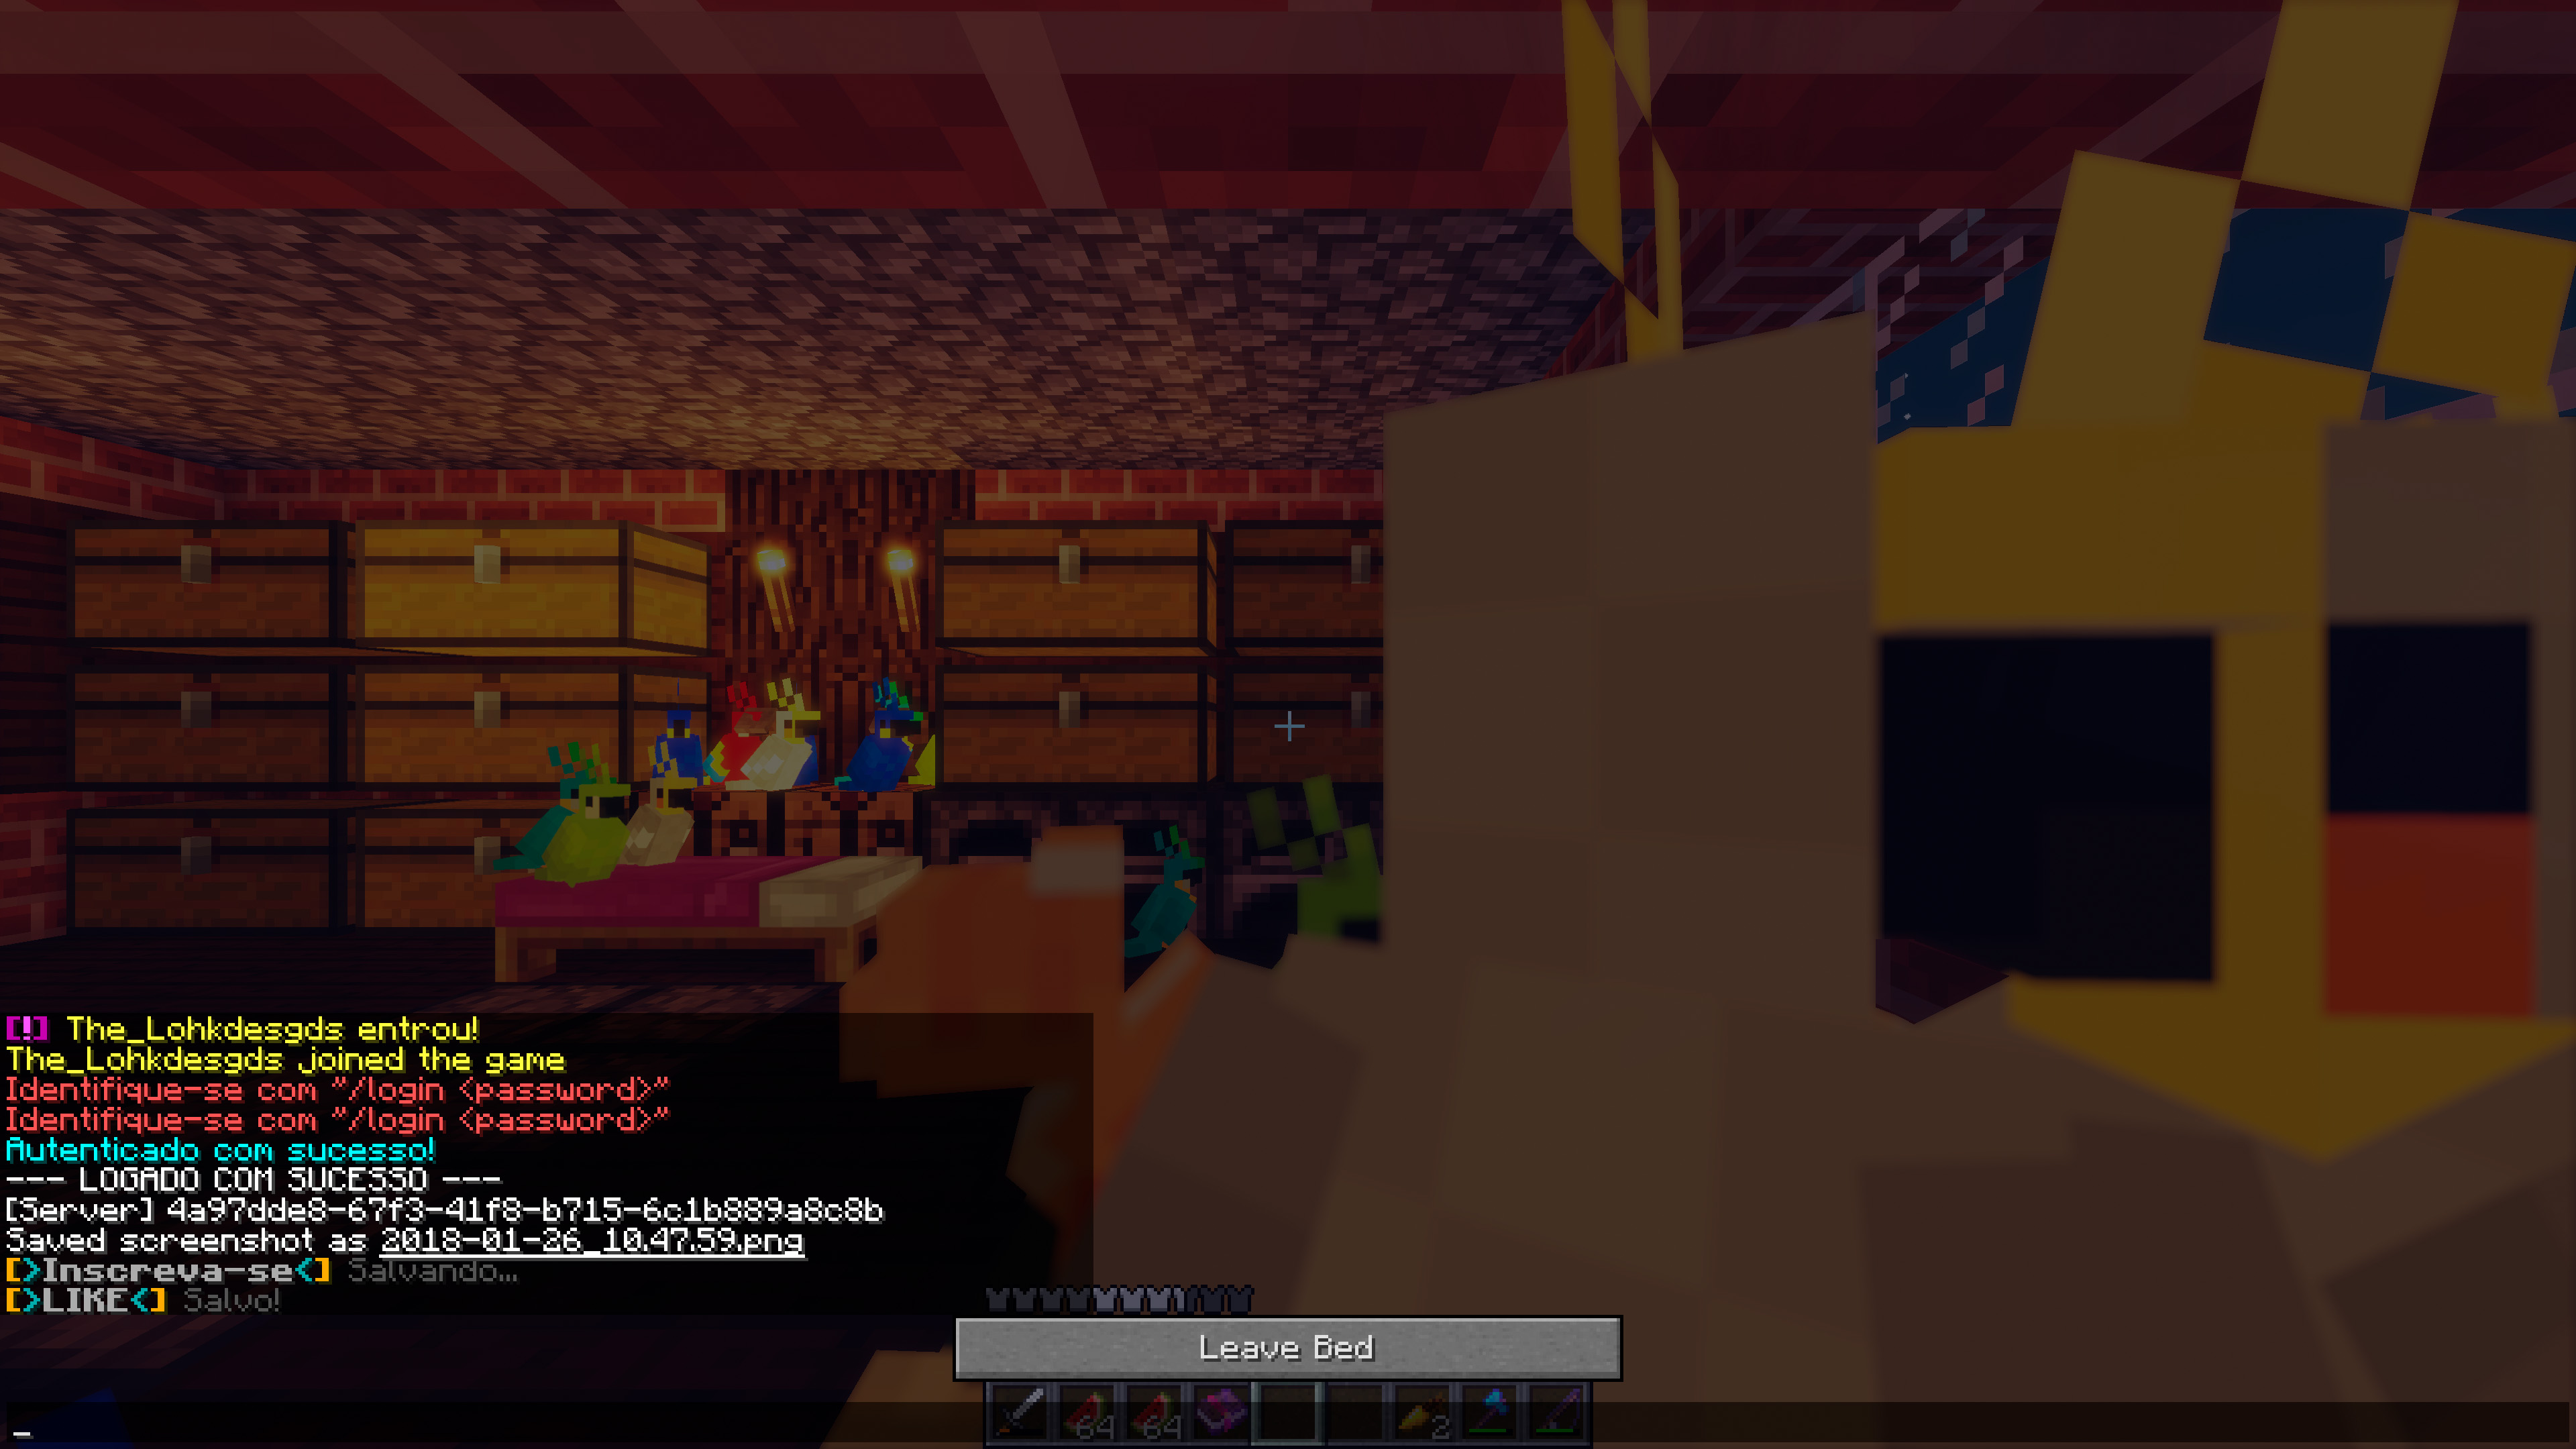 [!] The_Lohkdesgds entrou!
The_Lohkdesgds joined the game
Identifique-se com "/login <password>"
Identifique-se com "/login <password>"
Autenticado com sucesso!
--- LOGADO COM SUCESSO ---
[Server] 4a97dde8-67f3-41f8-b715-6c1b889a8c8b
Saved screenshot as 2018-01-26_10.47.59.png
[>Inscreva-se<] Salvando...
[>LIKE<] Salvo!
Leave Bed
64 64 2
_